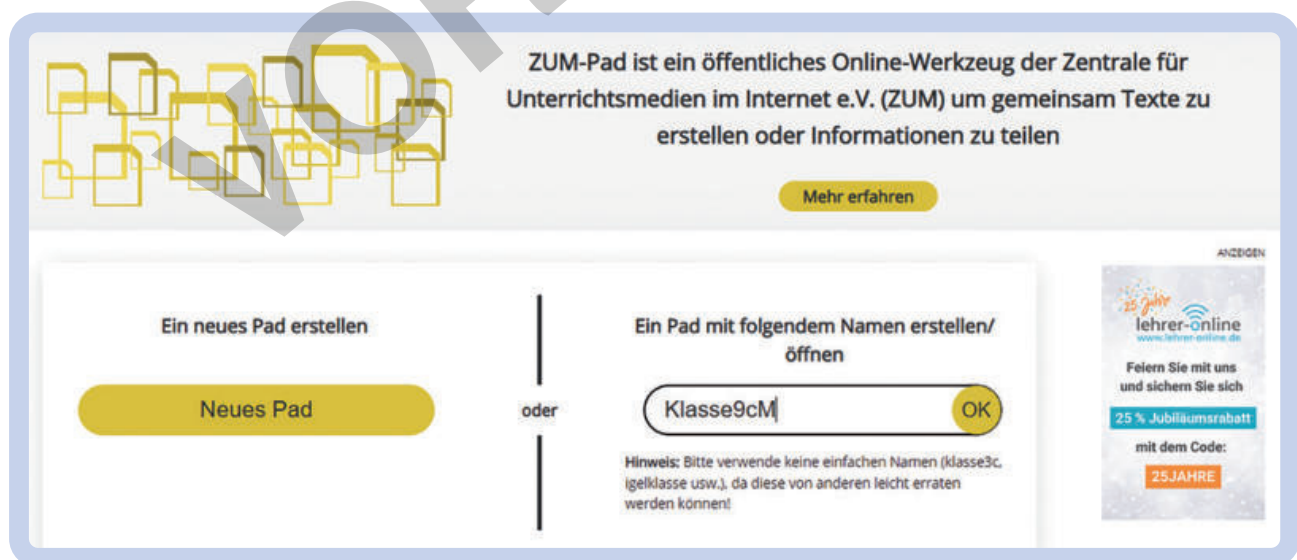 ZUM-Pad ist ein öffentliches Online-Werkzeug der Zentrale für
Unterrichtsmedien im Internet e.V. (ZUM) um gemeinsam Texte zu
erstellen oder Informationen zu teilen
Mehr erfahren
Ein neues Pad erstellen
Neues Pad
oder
Ein Pad mit folgendem Namen erstellen/
öffnen
Klasse9cM
OK
Hinweis: Bitte verwende keine einfachen Namen (klasse3c,
igelklasse usw.), da diese von anderen leicht erraten
werden können!
ANZEIGEN
25 Jahre
lehrer-online
www.lehrer-online.de
Feiern Sie mit uns
und sichern Sie sich
25 % Jubiläumsrabatt
mit dem Code:
25JAHRE